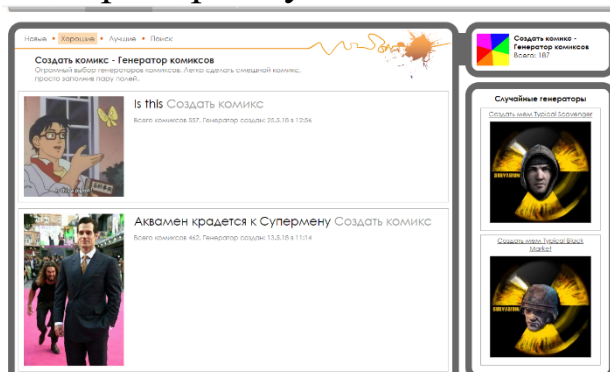 Новые • Хорошие • Лучшие • Поиск
Создать комикс - Генератор комиксов
Огромный выбор генераторов комиксов. Легко сделать смешной комикс,
просто заполнив пару полей.
Is this Создать комикс
Всего комиксов 557. Генератор создан: 25.5.18 в 12:56
Аквамен крадется к Супермену Создать комикс
Всего комиксов 462. Генератор создан: 13.5.18 в 11:14
Создать комикс -
Генератор комиксов
Всего: 187
Случайные генераторы
Создать мем Typical Scavenger
Создать мем Typical Black
Market